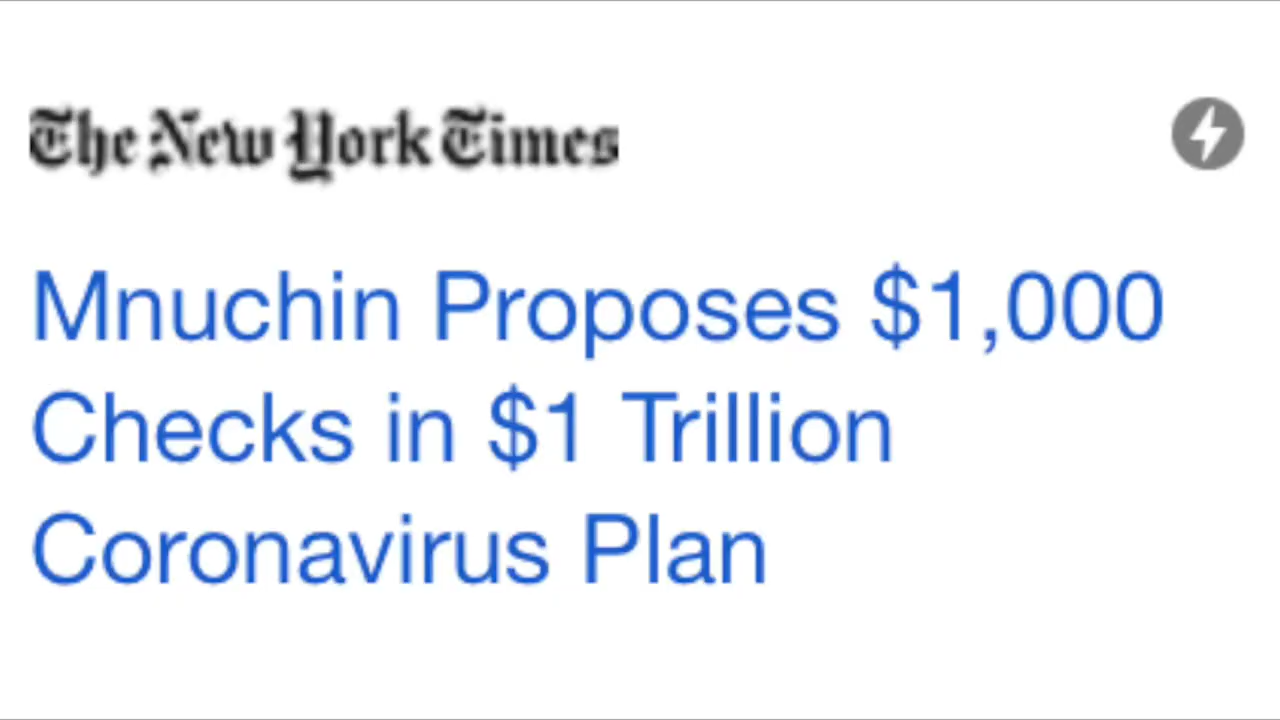 The New York Times
Mnuchin Proposes $1,000
Checks in $1 Trillion
Coronavirus Plan